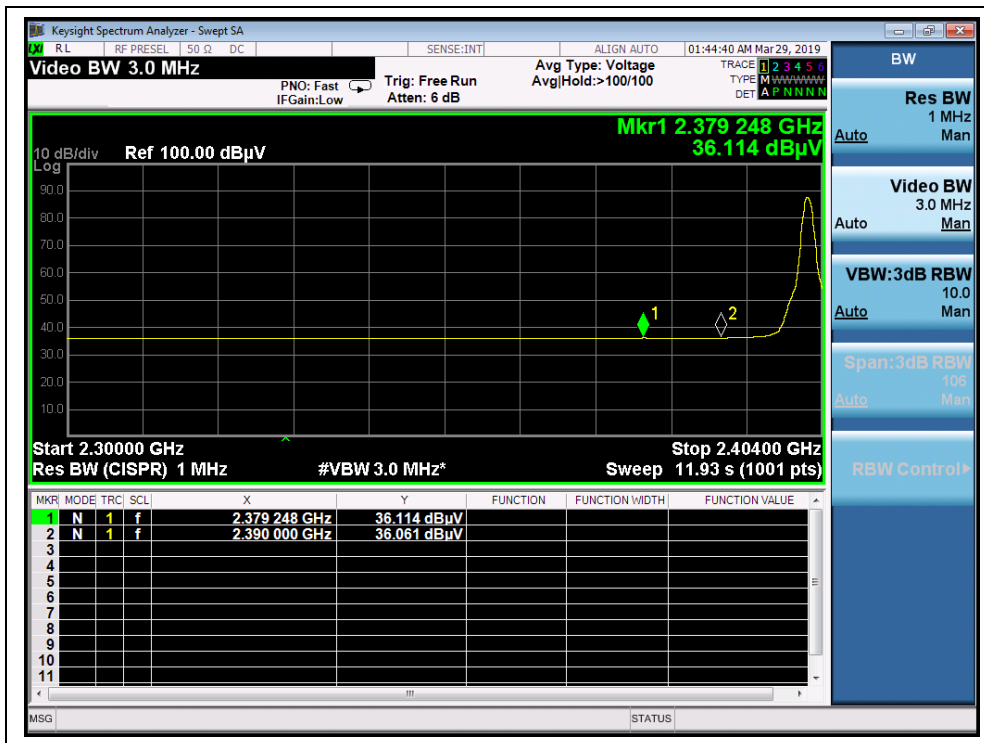 Keysight Spectrum Analyzer - Swept SA
LXI RL RF PRESEL 50 Ω DC SENSE:INT ALIGN AUTO 01:44:40 AM Mar 29, 2019
Video BW 3.0 MHz
PNO: Fast
IFGain:Low
Trig: Free Run
Atten: 6 dB
Avg Type: Voltage
Avg|Hold:>100/100
TRACE 1 2 3 4 5 6
TYPE M WWWWW
DET A P N N N N
Mkr1 2.379 248 GHz
36.114 dBµV
10 dB/div Ref 100.00 dBµV
Log
90.0
80.0
70.0
60.0
50.0
40.0
30.0
20.0
10.0
1
2
Start 2.30000 GHz Stop 2.40400 GHz
Res BW (CISPR) 1 MHz #VBW 3.0 MHz* Sweep 11.93 s (1001 pts)
MKR MODE TRC SCL X Y FUNCTION FUNCTION WIDTH FUNCTION VALUE
1 N 1 f 2.379 248 GHz 36.114 dBµV
2 N 1 f 2.390 000 GHz 36.061 dBµV
3
4
5
6
7
8
9
10
11
MSG STATUS
BW
Res BW
1 MHz
Auto Man
Video BW
3.0 MHz
Auto Man
VBW:3dB RBW
10.0
Auto Man
Span:3dB RBW
106
Auto Man
RBW Control